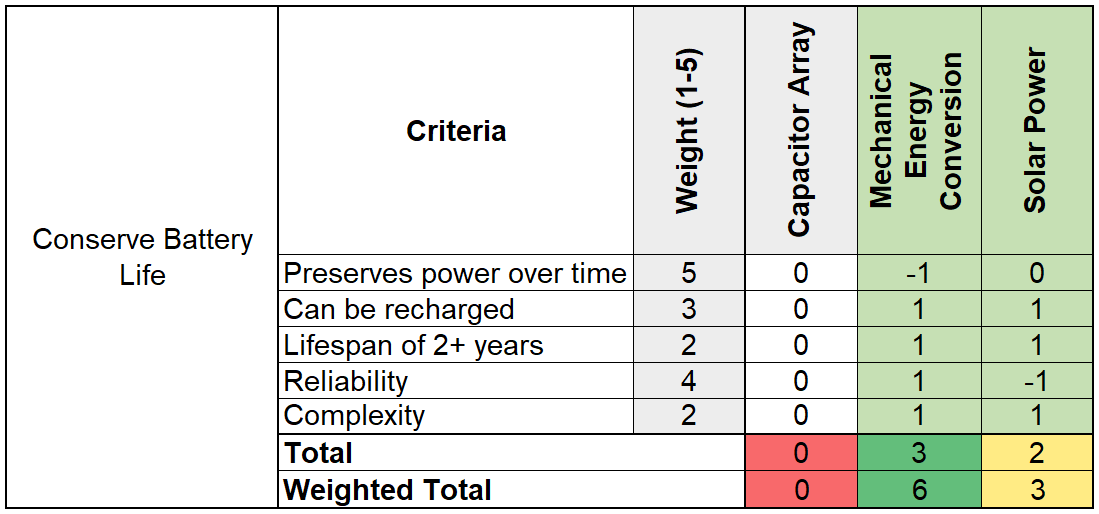 Conserve Battery
Life
Criteria
Weight (1-5)
Capacitor Array
Mechanical
Energy
Conversion
Solar Power
Preserves power over time 5 0 -1 0
Can be recharged 3 0 1 1
Lifespan of 2+ years 2 0 1 1
Reliability 4 0 1 -1
Complexity 2 0 1 1
Total 0 3 2
Weighted Total 0 6 3